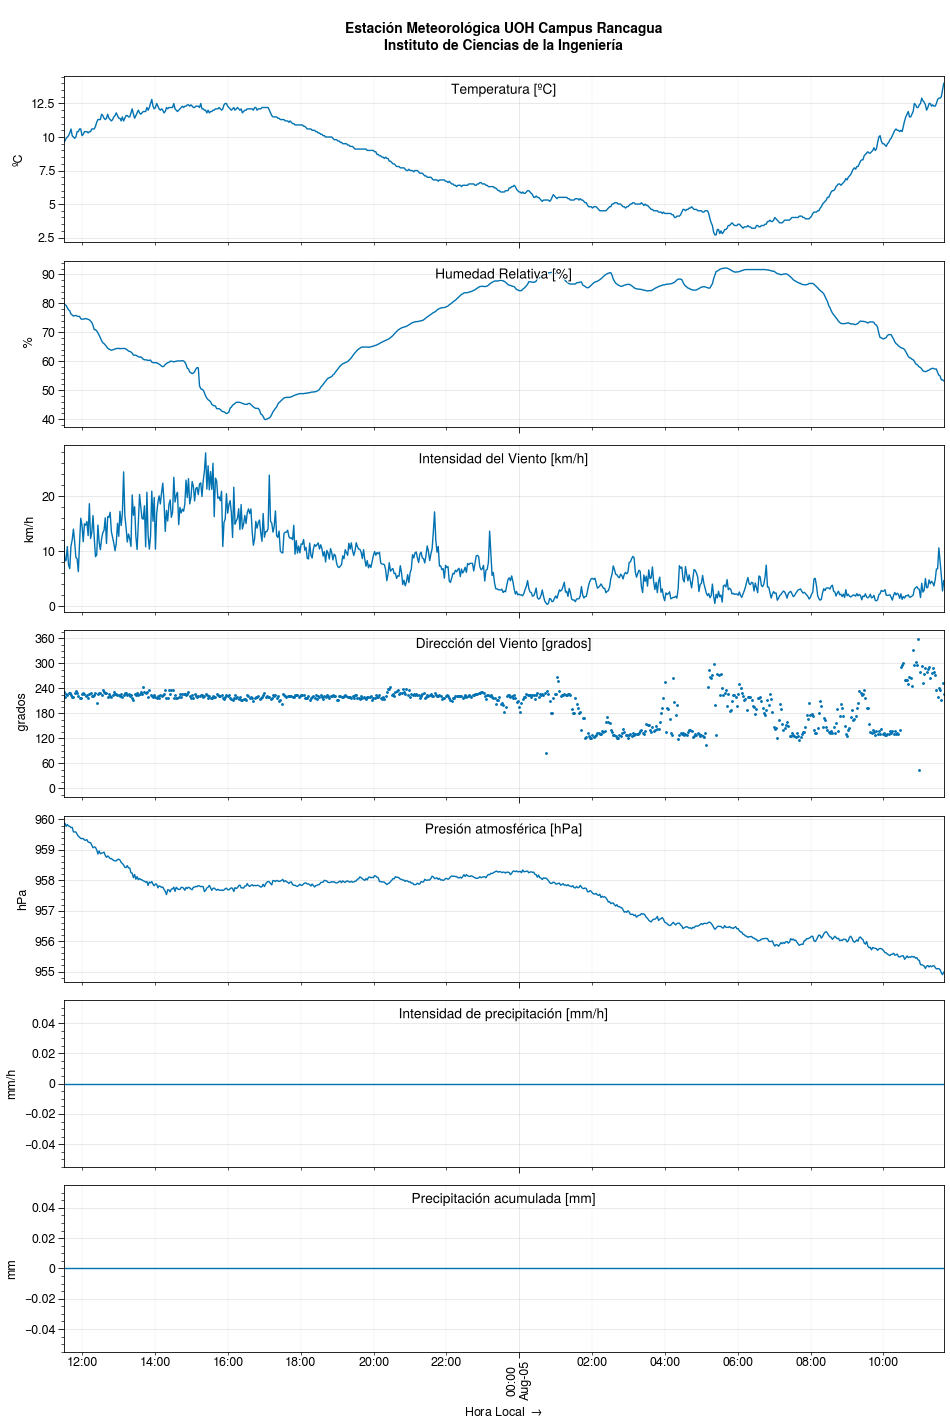 Estación Meteorológica UOH Campus Rancagua
Instituto de Ciencias de la Ingeniería
Temperatura [ºC]
12.5
10
7.5
5
2.5
ºC
Humedad Relativa [%]
90
80
70
60
50
40
%
Intensidad del Viento [km/h]
20
10
0
km/h
Dirección del Viento [grados]
360
300
240
180
120
60
0
grados
Presión atmosférica [hPa]
960
959
958
957
956
955
hPa
Intensidad de precipitación [mm/h]
0.04
0.02
0
−0.02
−0.04
mm/h
Precipitación acumulada [mm]
0.04
0.02
0
−0.02
−0.04
mm
12:00 14:00 16:00 18:00 20:00 22:00 00:00 02:00 04:00 06:00 08:00 10:00
Aug-05
Hora Local →